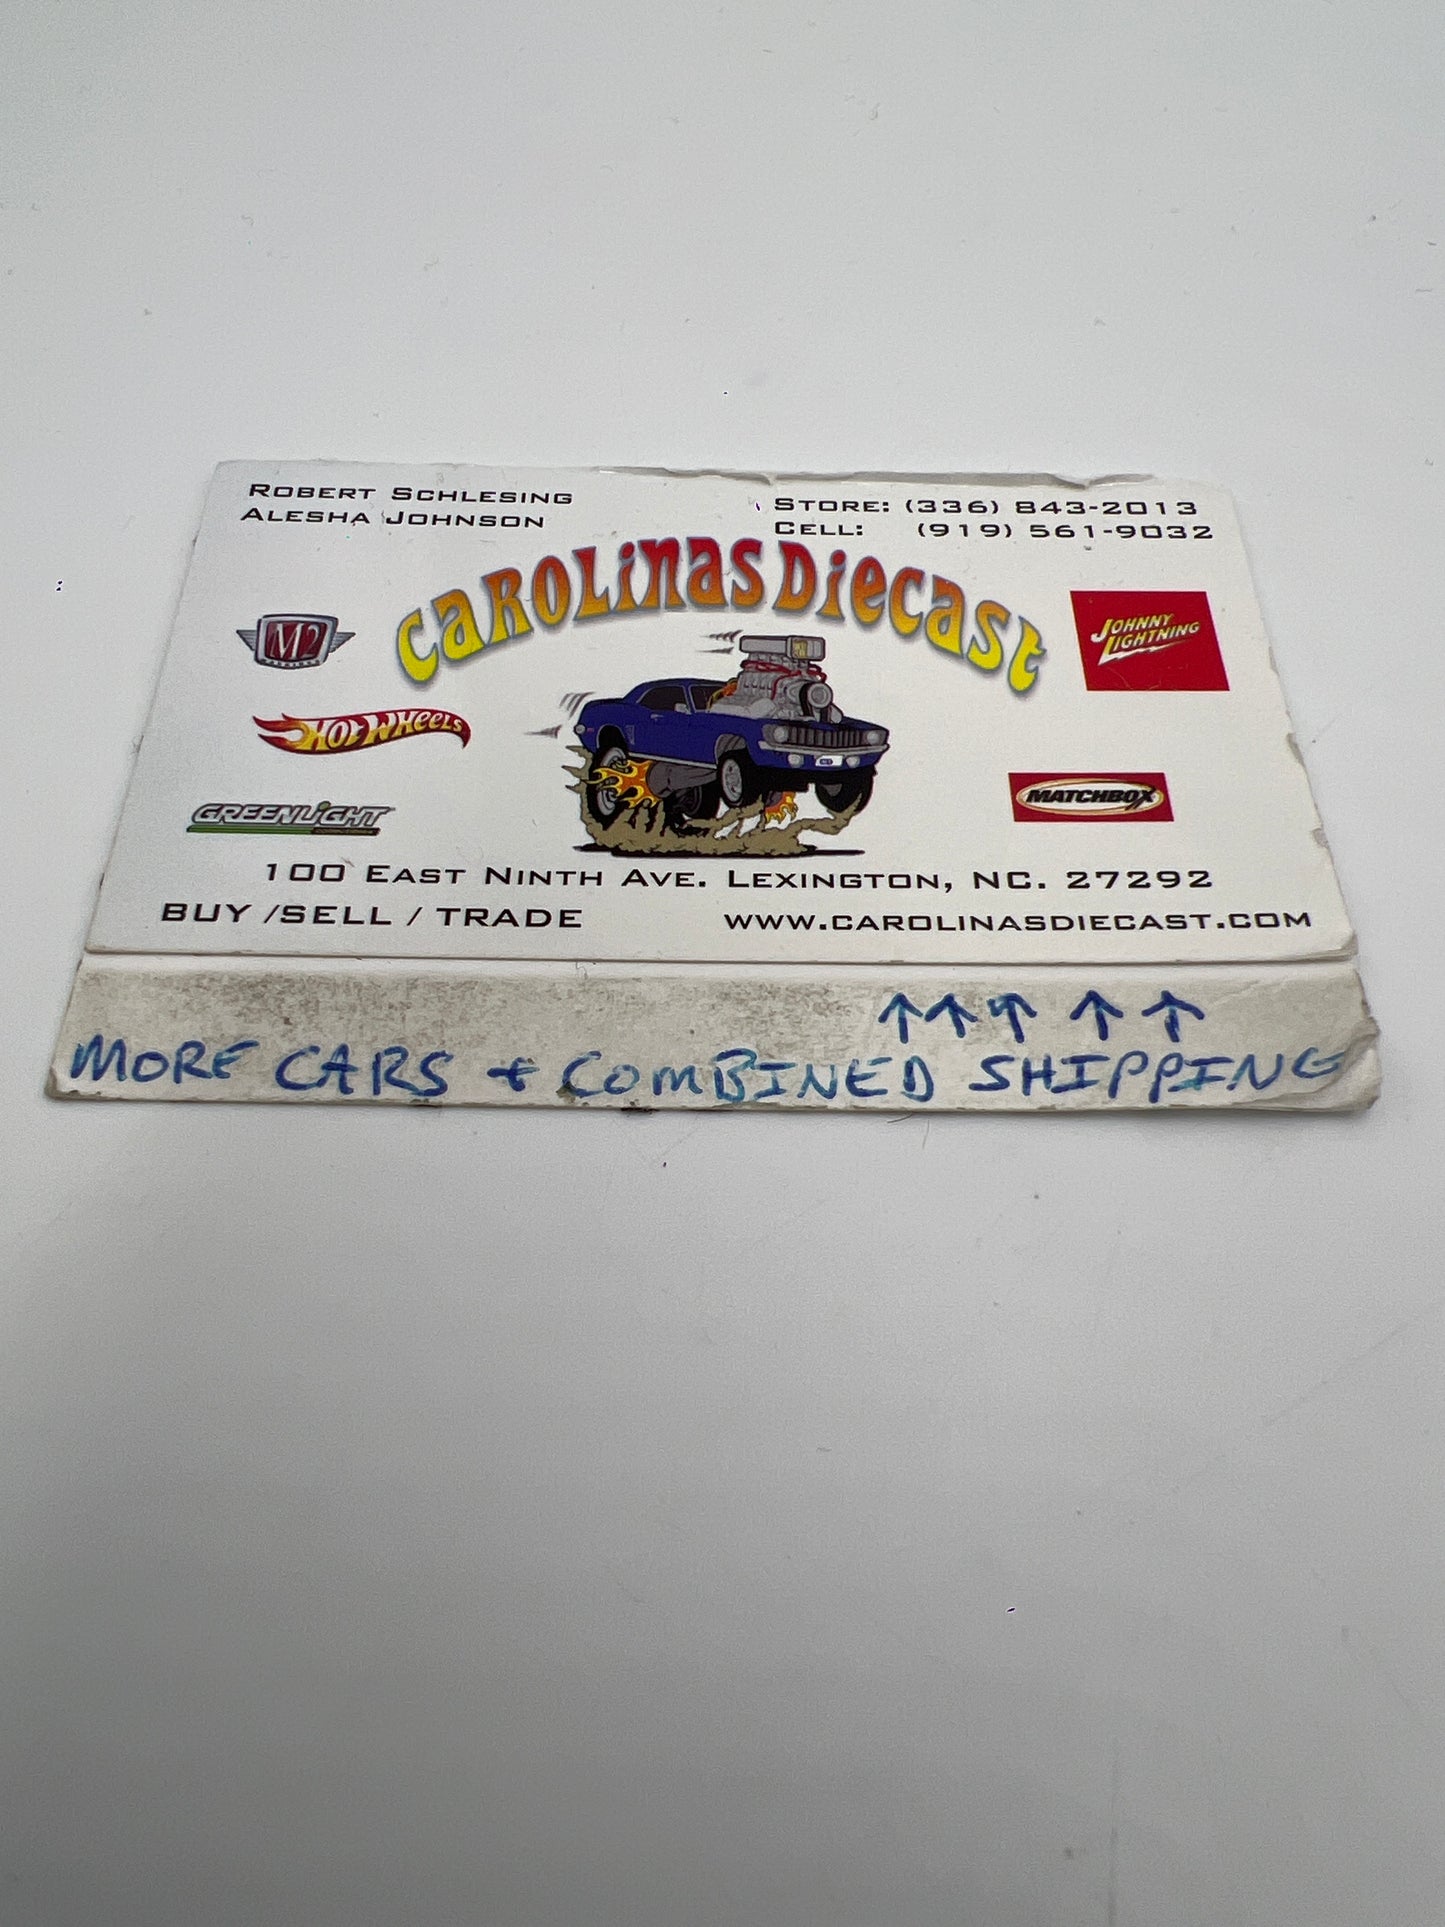 ROBERT SCHLESING
ALESHA JOHNSON
STORE: (336) 843-2013
CELL: (919) 561-9032
CAROLINAS DIECAST
M2
JOHNNY LIGHTNING
HOT WHEELS
GREENLIGHT
MATCHBOX
100 EAST NINTH AVE. LEXINGTON, NC. 27292
BUY /SELL / TRADE
WWW.CAROLINASDIECAST.COM
↑↑↑↑↑
MORE CARS + COMBINED SHIPPING